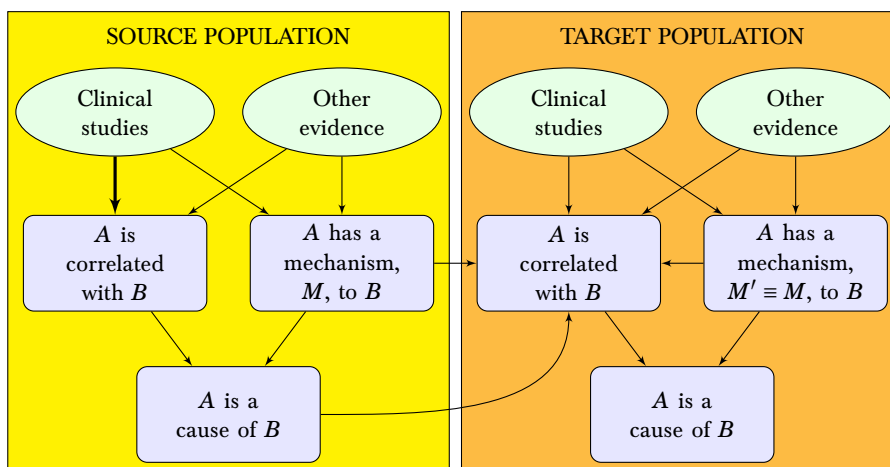 SOURCE POPULATION
Clinical
studies
Other
evidence
A is
correlated
with B
A has a
mechanism,
M, to B
A is a
cause of B
TARGET POPULATION
Clinical
studies
Other
evidence
A is
correlated
with B
A has a
mechanism,
M′ ≡ M, to B
A is a
cause of B